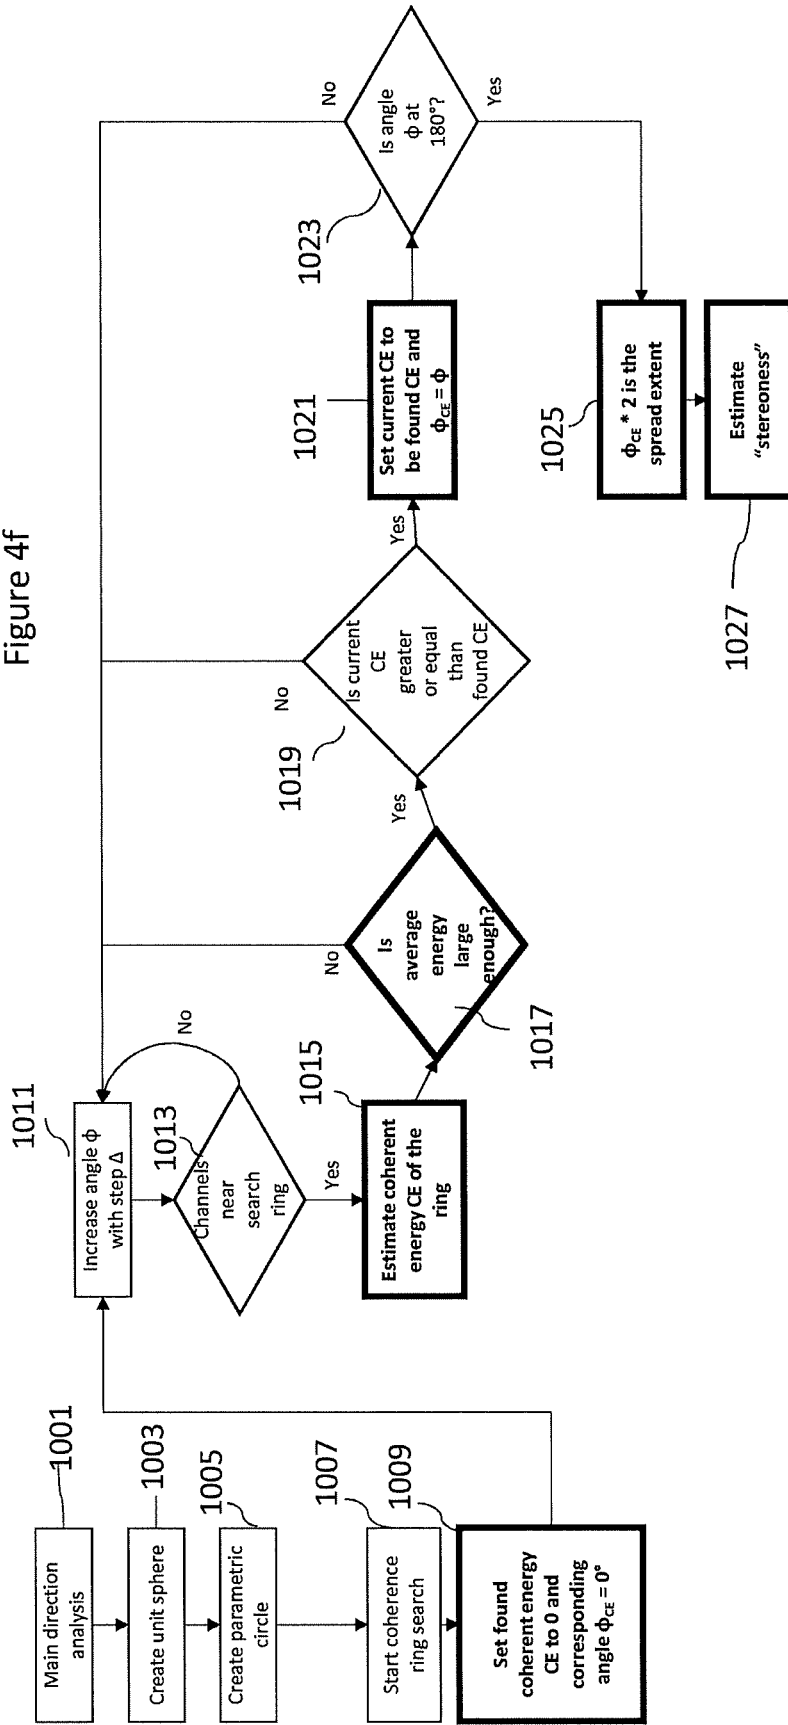 Figure 4f
Main direction
analysis
1001
Create unit sphere
1003
Create parametric
circle
1005
Start coherence
ring search
1007
Set found
coherent energy
CE to 0 and
corresponding
angle ϕCE = 0°
1009
Increase angle ϕ
with step Δ
1011
Channels
near
search
ring
1013
No
Yes
Estimate coherent
energy CE of the
ring
1015
Is
average
energy
large
enough?
1017
No
Yes
Is current
CE
greater
or equal
than
found CE
1019
No
Yes
Set current CE to
be found CE and
ϕCE = ϕ
1021
Is angle
ϕ at
180°?
1023
No
Yes
ϕCE * 2 is the
spread extent
1025
Estimate
“stereoness”
1027